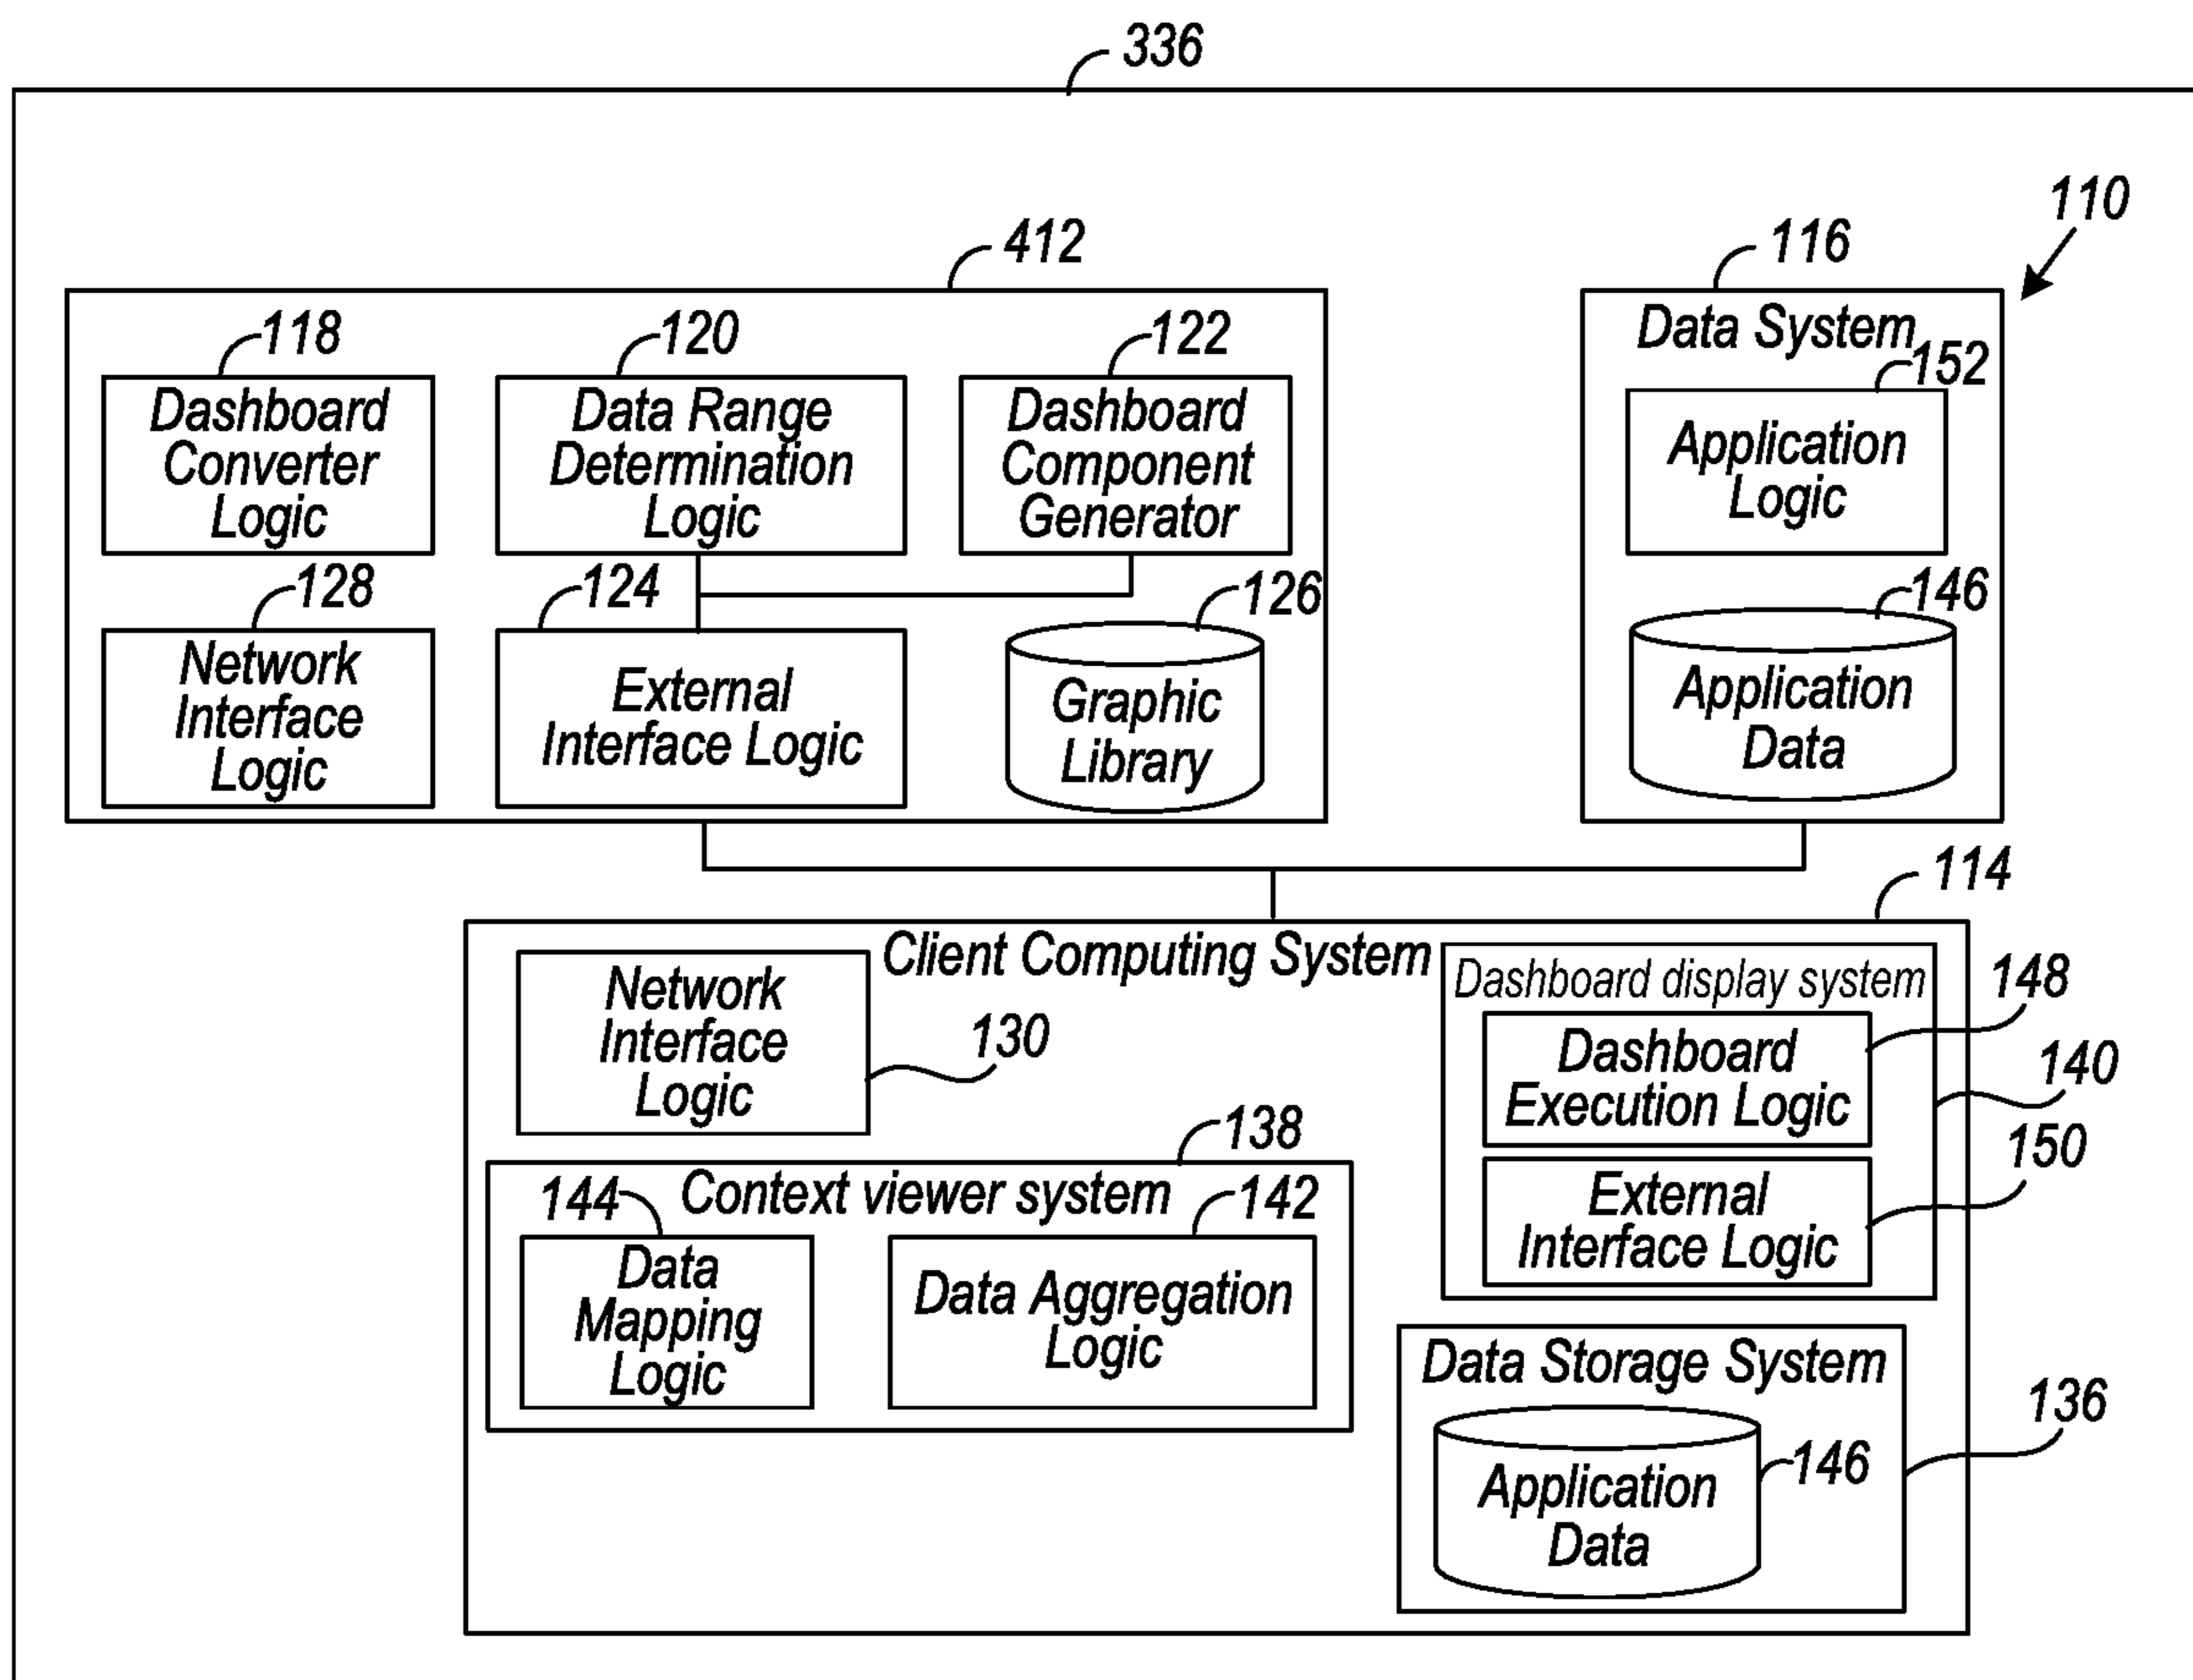 336
110
412
116
118
120
122
Data System
152
Dashboard
Converter
Logic
Data Range
Determination
Logic
Dashboard
Component
Generator
Application
Logic
128
124
126
146
Network
Interface
Logic
External
Interface Logic
Graphic
Library
Application
Data
114
Client Computing System
Network
Interface
Logic
130
Dashboard display system
148
Dashboard
Execution Logic
140
External
Interface Logic
150
138
Context viewer system
144
142
Data
Mapping
Logic
Data Aggregation
Logic
Data Storage System
136
Application
Data
146